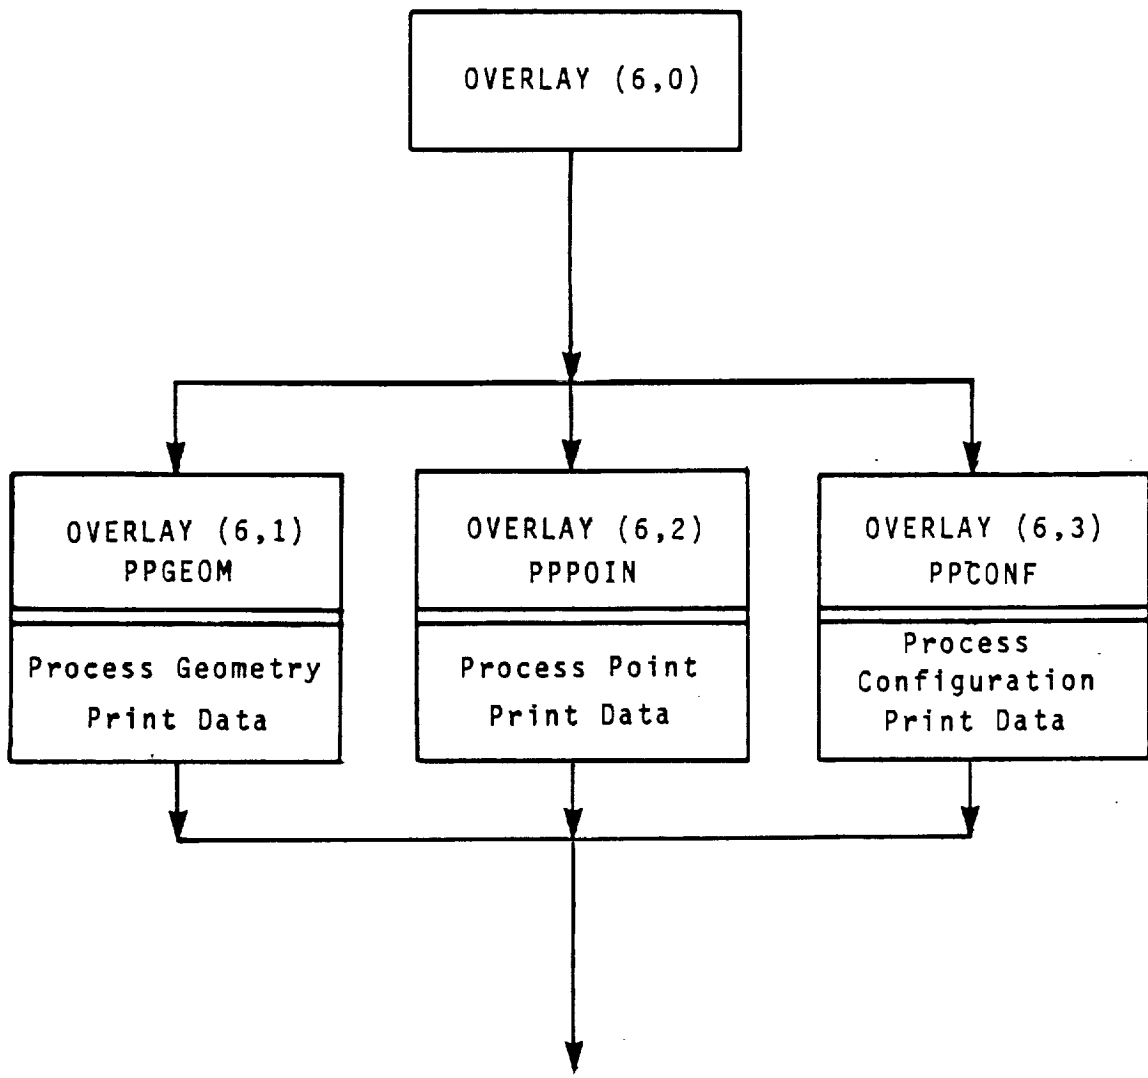 OVERLAY (6,0)
OVERLAY (6,1)
PPGEOM
Process Geometry
Print Data
OVERLAY (6,2)
PPPOIN
Process Point
Print Data
OVERLAY (6,3)
PPCONF
Process
Configuration
Print Data